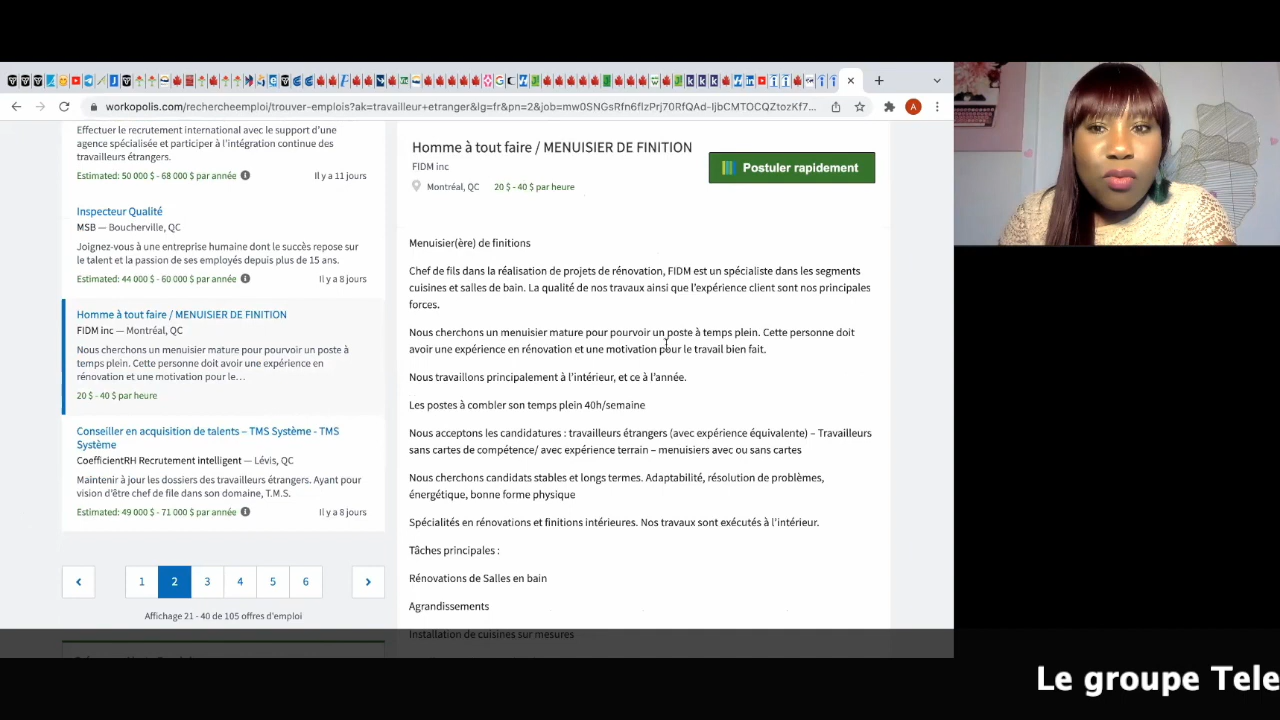 workopolis.com/rechercheemploi/trouver-emplois?ak=travailleur+etranger&lg=fr&pn=2&job=mw0SNGsRfn6flzPrj70RfQAd-IjbCMTOCQZtozKf7...
Effectuer le recrutement international avec le support d'une
agence spécialisée et participer à l'intégration continue des
travailleurs étrangers.
Estimated: 50 000 $ - 68 000 $ par année
Il y a 11 jours
Inspecteur Qualité
MSB — Boucherville, QC
Joignez-vous à une entreprise humaine dont le succès repose sur
le talent et la passion de ses employés depuis plus de 15 ans.
Estimated: 44 000 $ - 60 000 $ par année
Il y a 8 jours
Homme à tout faire / MENUISIER DE FINITION
FIDM inc — Montréal, QC
Nous cherchons un menuisier mature pour pourvoir un poste à
temps plein. Cette personne doit avoir une expérience en
rénovation et une motivation pour le...
20 $ - 40 $ par heure
Conseiller en acquisition de talents – TMS Système - TMS
Système
CoefficientRH Recrutement intelligent — Lévis, QC
Maintenir à jour les dossiers des travailleurs étrangers. Ayant pour
vision d'être chef de file dans son domaine, T.M.S.
Estimated: 49 000 $ - 71 000 $ par année
Il y a 8 jours
1 2 3 4 5 6
Affichage 21 - 40 de 105 offres d'emploi
Homme à tout faire / MENUISIER DE FINITION
FIDM inc
Montréal, QC 20 $ - 40 $ par heure
Postuler rapidement
Menuisier(ère) de finitions
Chef de fils dans la réalisation de projets de rénovation, FIDM est un spécialiste dans les segments
cuisines et salles de bain. La qualité de nos travaux ainsi que l'expérience client sont nos principales
forces.
Nous cherchons un menuisier mature pour pourvoir un poste à temps plein. Cette personne doit
avoir une expérience en rénovation et une motivation pour le travail bien fait.
Nous travaillons principalement à l'intérieur, et ce à l'année.
Les postes à combler son temps plein 40h/semaine
Nous acceptons les candidatures : travailleurs étrangers (avec expérience équivalente) – Travailleurs
sans cartes de compétence/ avec expérience terrain – menuisiers avec ou sans cartes
Nous cherchons candidats stables et longs termes. Adaptabilité, résolution de problèmes,
énergétique, bonne forme physique
Spécialités en rénovations et finitions intérieures. Nos travaux sont exécutés à l'intérieur.
Tâches principales :
Rénovations de Salles en bain
Agrandissements
Installation de cuisines sur mesures
Le groupe Tele